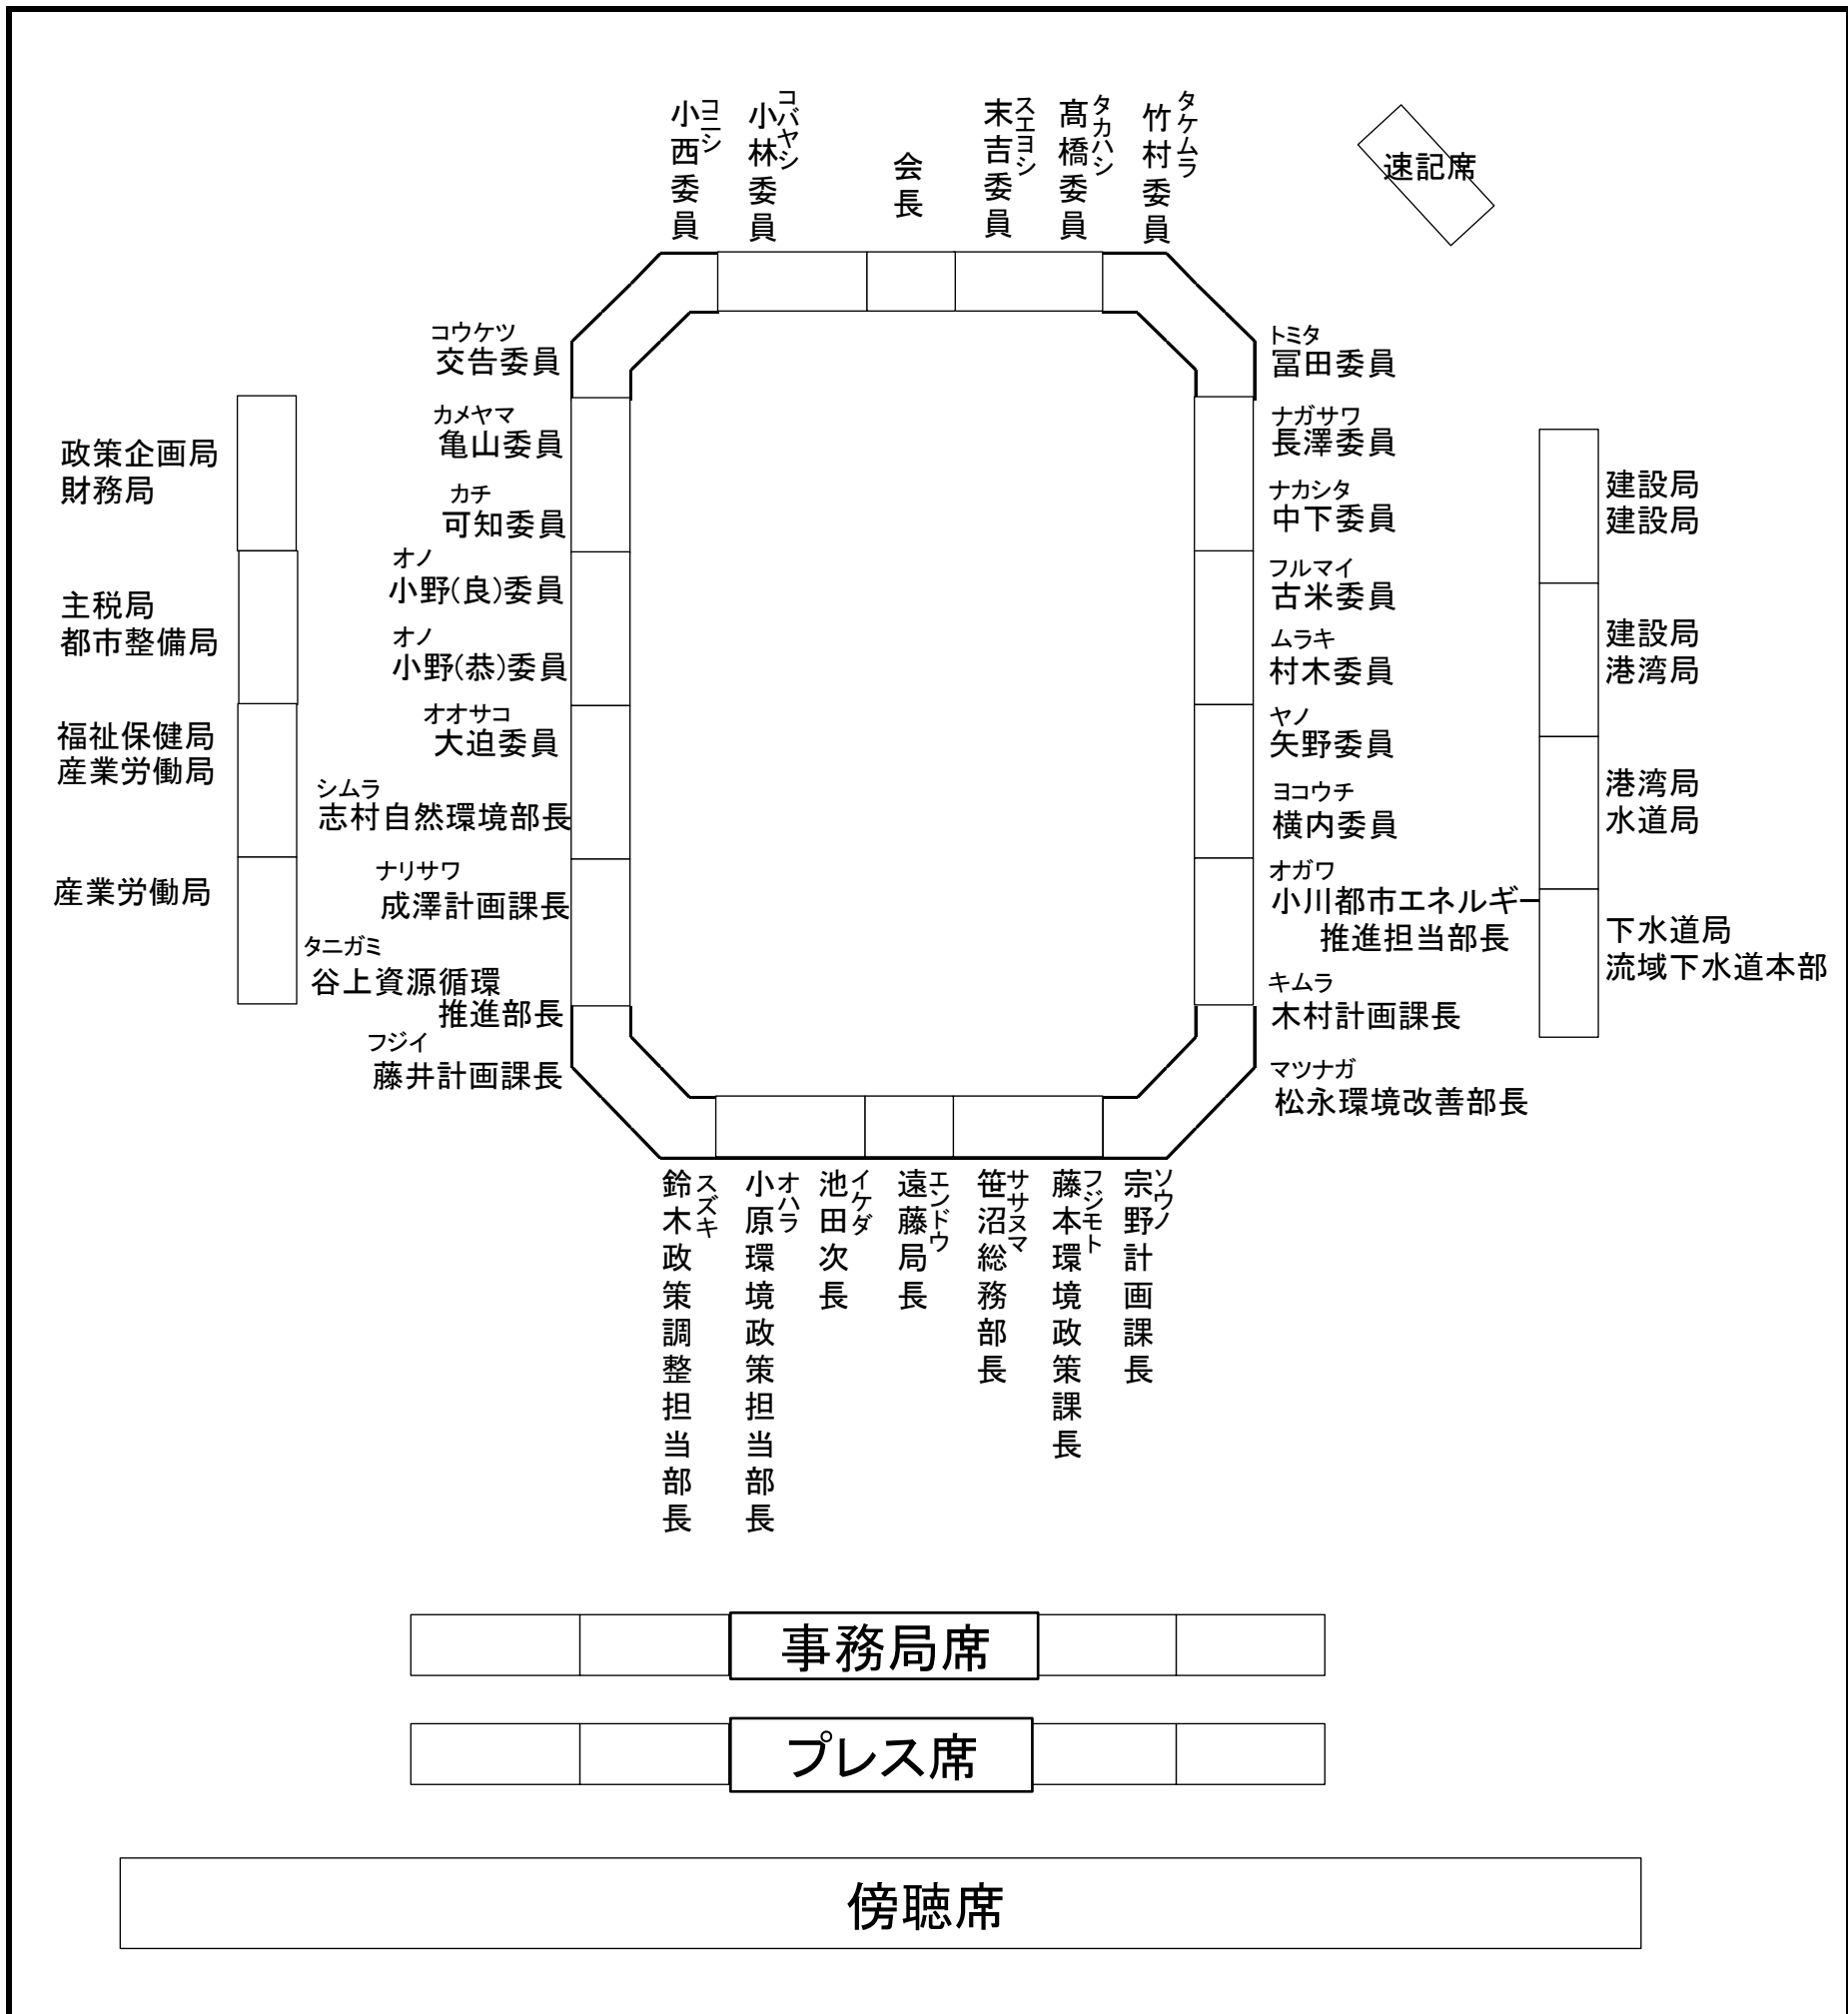 コニシ
小西委員
コバヤシ
小林委員
会長
スエヨシ
末吉委員
タカハシ
髙橋委員
タケムラ
竹村委員
速記席
コウケツ
交告委員
カメヤマ
亀山委員
カチ
可知委員
オノ
小野(良)委員
オノ
小野(恭)委員
オオサコ
大迫委員
シムラ
志村自然環境部長
ナリサワ
成澤計画課長
タニガミ
谷上資源循環
推進部長
フジイ
藤井計画課長
トミタ
冨田委員
ナガサワ
長澤委員
ナカシタ
中下委員
フルマイ
古米委員
ムラキ
村木委員
ヤノ
矢野委員
ヨコウチ
横内委員
オガワ
小川都市エネルギー
推進担当部長
キムラ
木村計画課長
マツナガ
松永環境改善部長
政策企画局
財務局
主税局
都市整備局
福祉保健局
産業労働局
産業労働局
建設局
建設局
建設局
港湾局
港湾局
水道局
下水道局
流域下水道本部
スズキ
鈴木政策調整担当部長
オハラ
小原環境政策担当部長
イケダ
池田次長
エンドウ
遠藤局長
ササヌマ
笹沼総務部長
フジモト
藤本環境政策課長
ソウノ
宗野計画課長
事務局席
プレス席
傍聴席